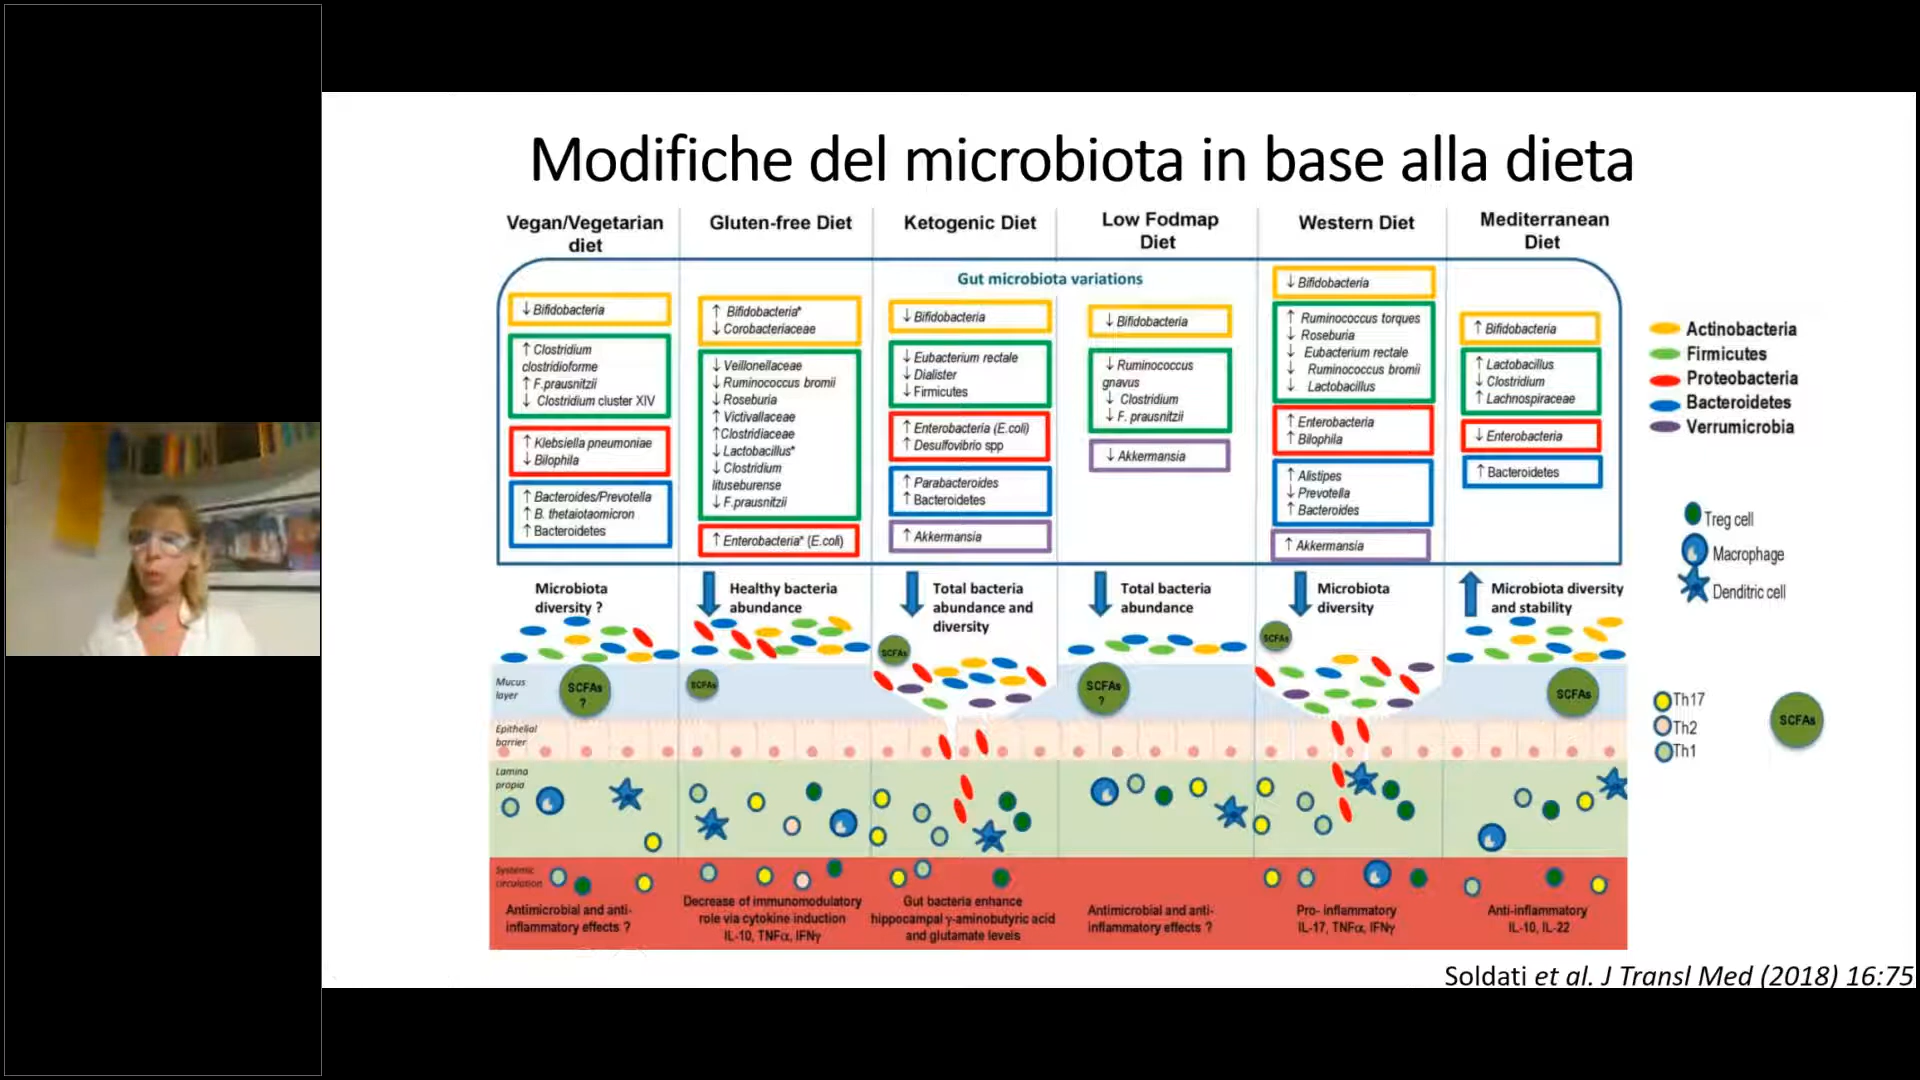 Modifiche del microbiota in base alla dieta
Vegan/Vegetarian
diet
Gluten-free Diet
Ketogenic Diet
Low Fodmap
Diet
Western Diet
Mediterranean
Diet
Gut microbiota variations
↓ Bifidobacteria
↑ Clostridium
clostridioforme
↑ F.prausnitzii
↓ Clostridium cluster XIV
↑ Klebsiella pneumoniae
↓ Bilophila
↑ Bacteroides/Prevotella
↑ B. thetaiotaomicron
↑ Bacteroidetes
↑ Bifidobacteria*
↓ Corobacteriaceae
↓ Veillonellaceae
↓ Ruminococcus bromii
↓ Roseburia
↑ Victivallaceae
↑ Clostridiaceae
↓ Lactobacillus*
↓ Clostridium
lituseburense
↓ F.prausnitzii
↑ Enterobacteria* (E.coli)
↓ Bifidobacteria
↓ Eubacterium rectale
↓ Dialister
↓ Firmicutes
↑ Enterobacteria (E.coli)
↑ Desulfovibrio spp
↑ Parabacteroides
↑ Bacteroidetes
↑ Akkermansia
↓ Bifidobacteria
↓ Ruminococcus
gnavus
↓ Clostridium
↓ F. prausnitzii
↓ Akkermansia
↓ Bifidobacteria
↑ Ruminococcus torques
↓ Roseburia
↓ Eubacterium rectale
↓ Ruminococcus bromii
↓ Lactobacillus
↑ Enterobacteria
↑ Bilophila
↑ Alistipes
↓ Prevotella
↑ Bacteroides
↑ Akkermansia
↑ Bifidobacteria
↑ Lactobacillus
↓ Clostridium
↑ Lachnospiraceae
↓ Enterobacteria
↑ Bacteroidetes
Actinobacteria
Firmicutes
Proteobacteria
Bacteroidetes
Verrumicrobia
Treg cell
Macrophage
Denditric cell
Microbiota
diversity ?
Healthy bacteria
abundance
Total bacteria
abundance and
diversity
Total bacteria
abundance
Microbiota
diversity
Microbiota diversity
and stability
SCFAs
?
SCFAs
SCFAs
SCFAs
?
SCFAs
SCFAs
Mucus
layer
Epithelial
barrier
Lamina
propia
Systemic
circulation
Th17
Th2
Th1
SCFAs
Antimicrobial and anti-
inflammatory effects ?
Decrease of immunomodulatory
role via cytokine induction
IL-10, TNFα, IFNγ
Gut bacteria enhance
hippocampal γ-aminobutyric acid
and glutamate levels
Antimicrobial and anti-
inflammatory effects ?
Pro- inflammatory
IL-17, TNFα, IFNγ
Anti-inflammatory
IL-10, IL-22
Soldati et al. J Transl Med (2018) 16:75